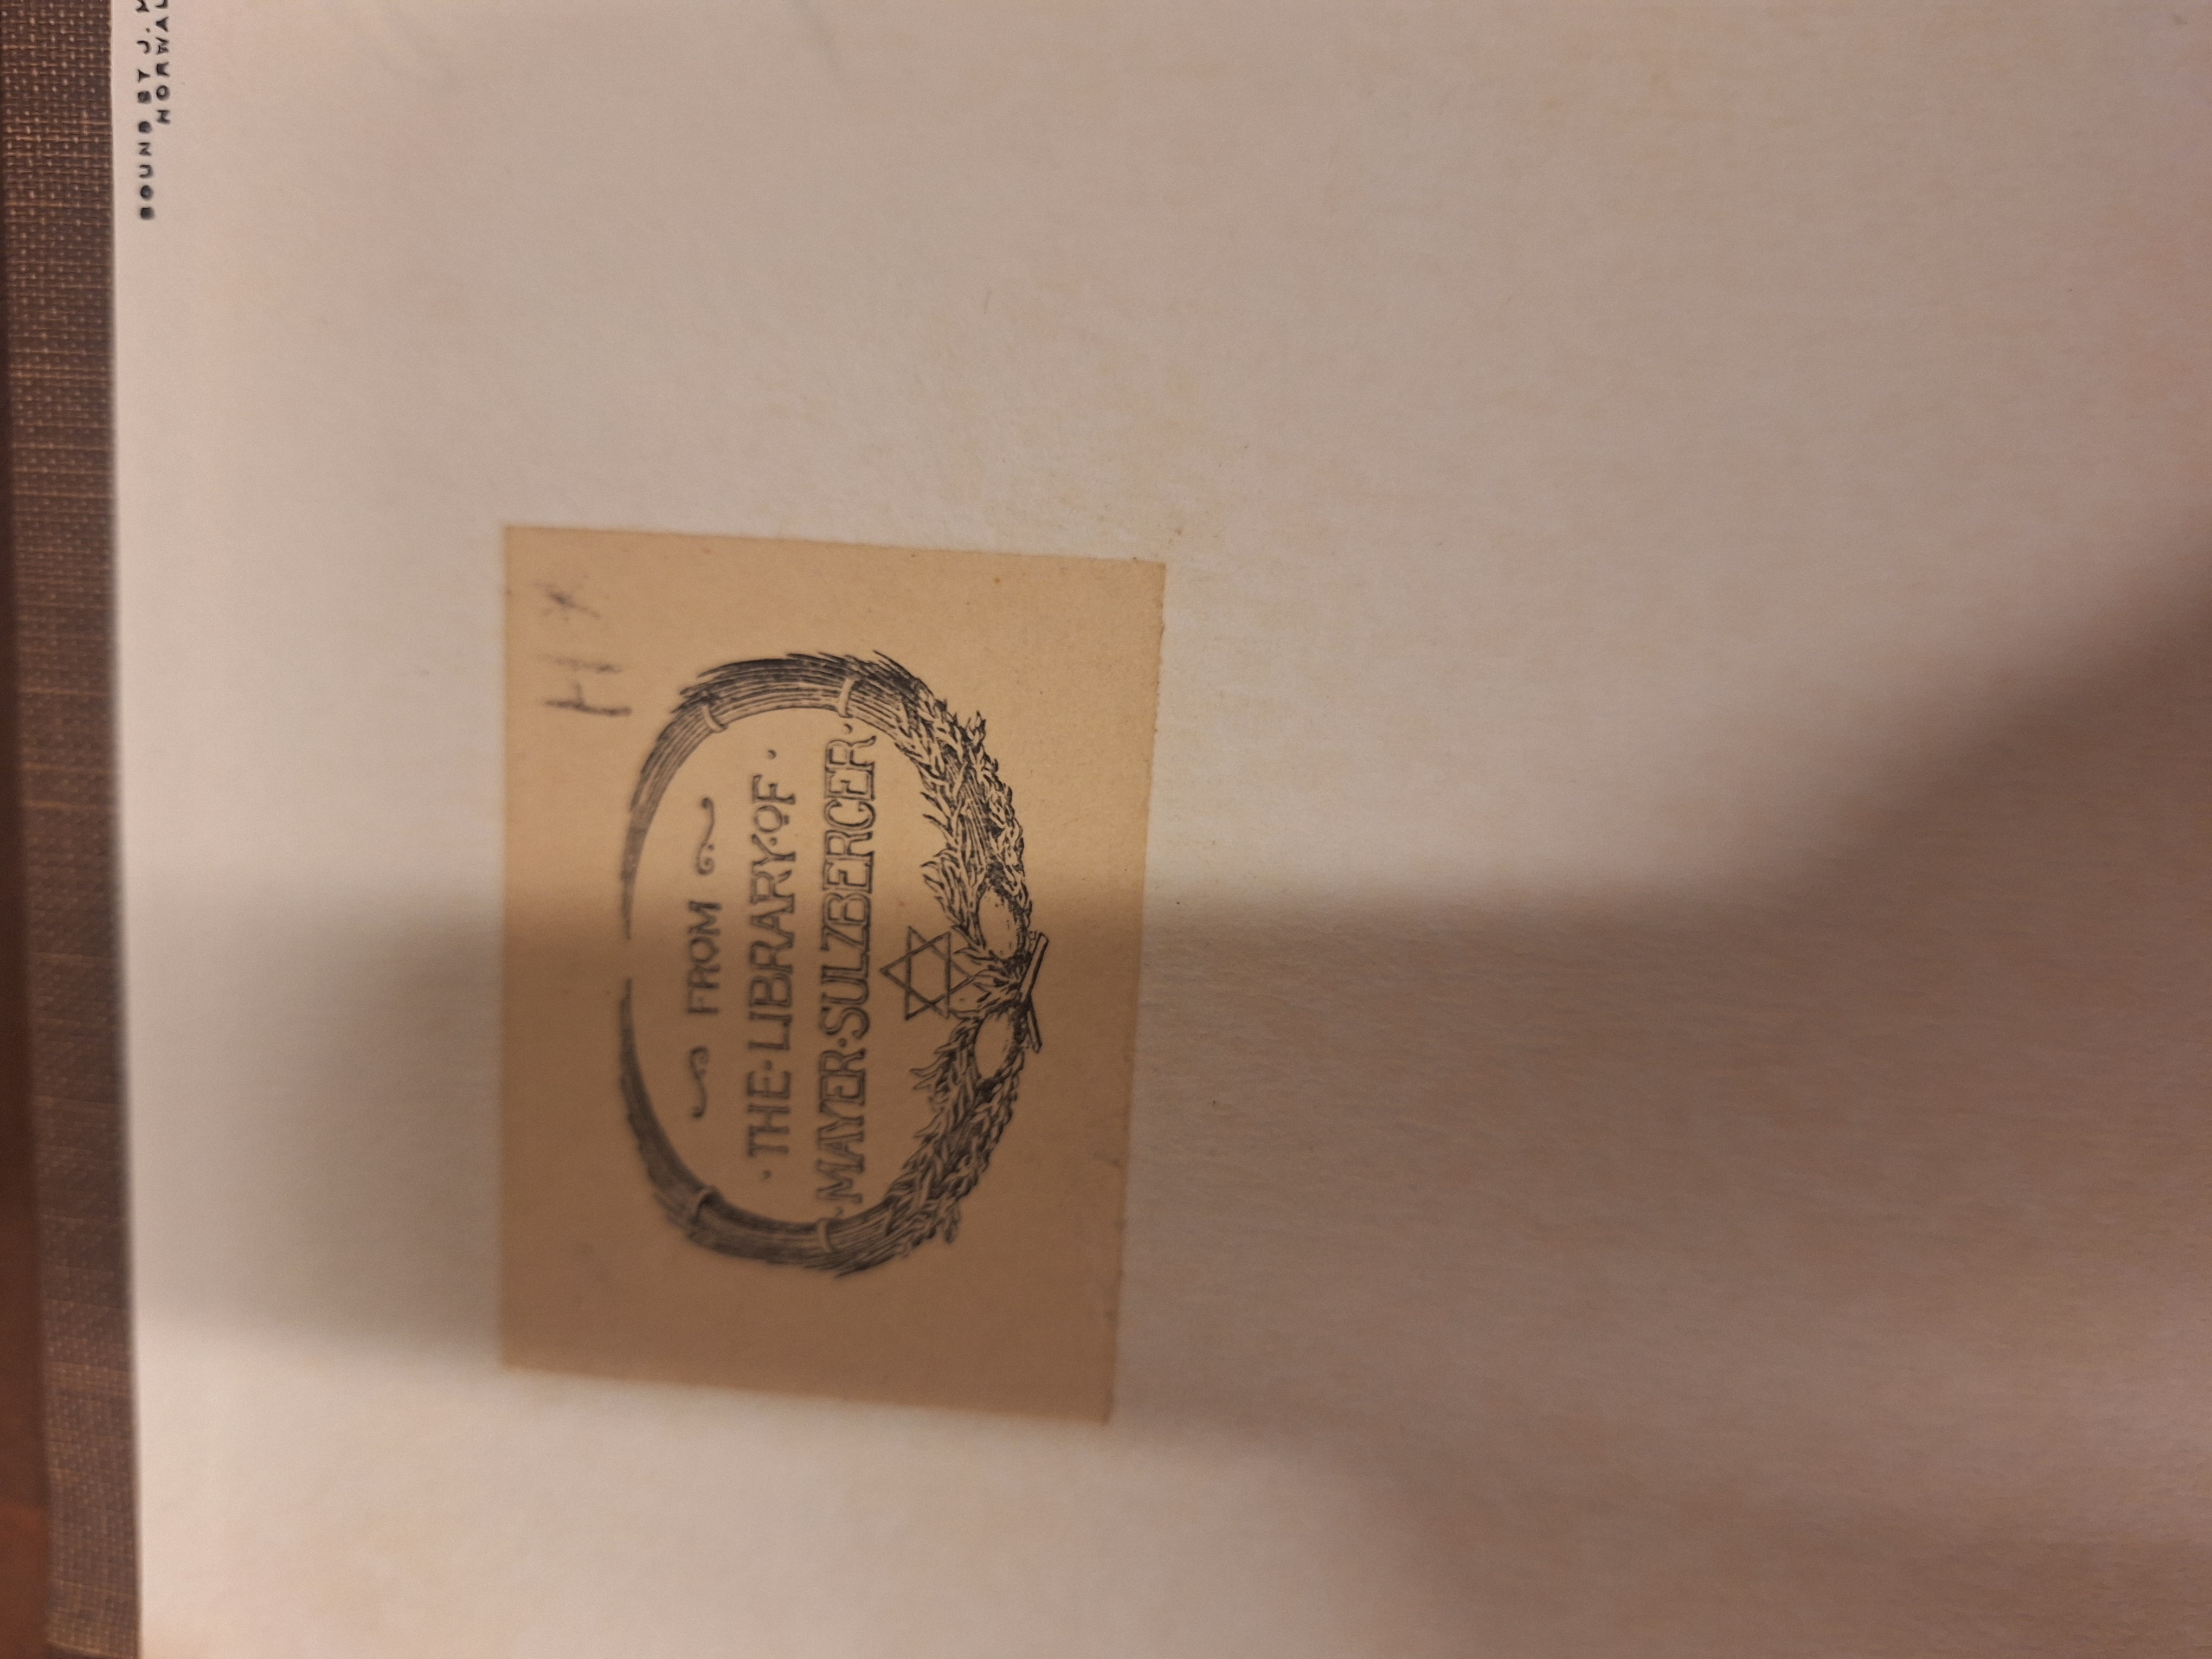 FROM
·THE·LIBRARY·OF·
·MAYER·SULZBERGER·
BOUND BY J. M
NORWAL